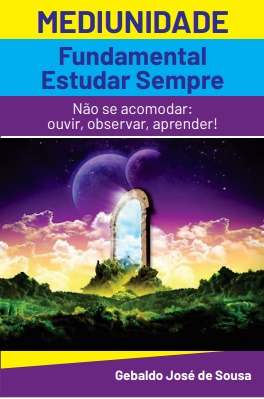 MEDIUNIDADE
Fundamental
Estudar Sempre
Não se acomodar:
ouvir, observar, aprender!
Gebaldo José de Sousa